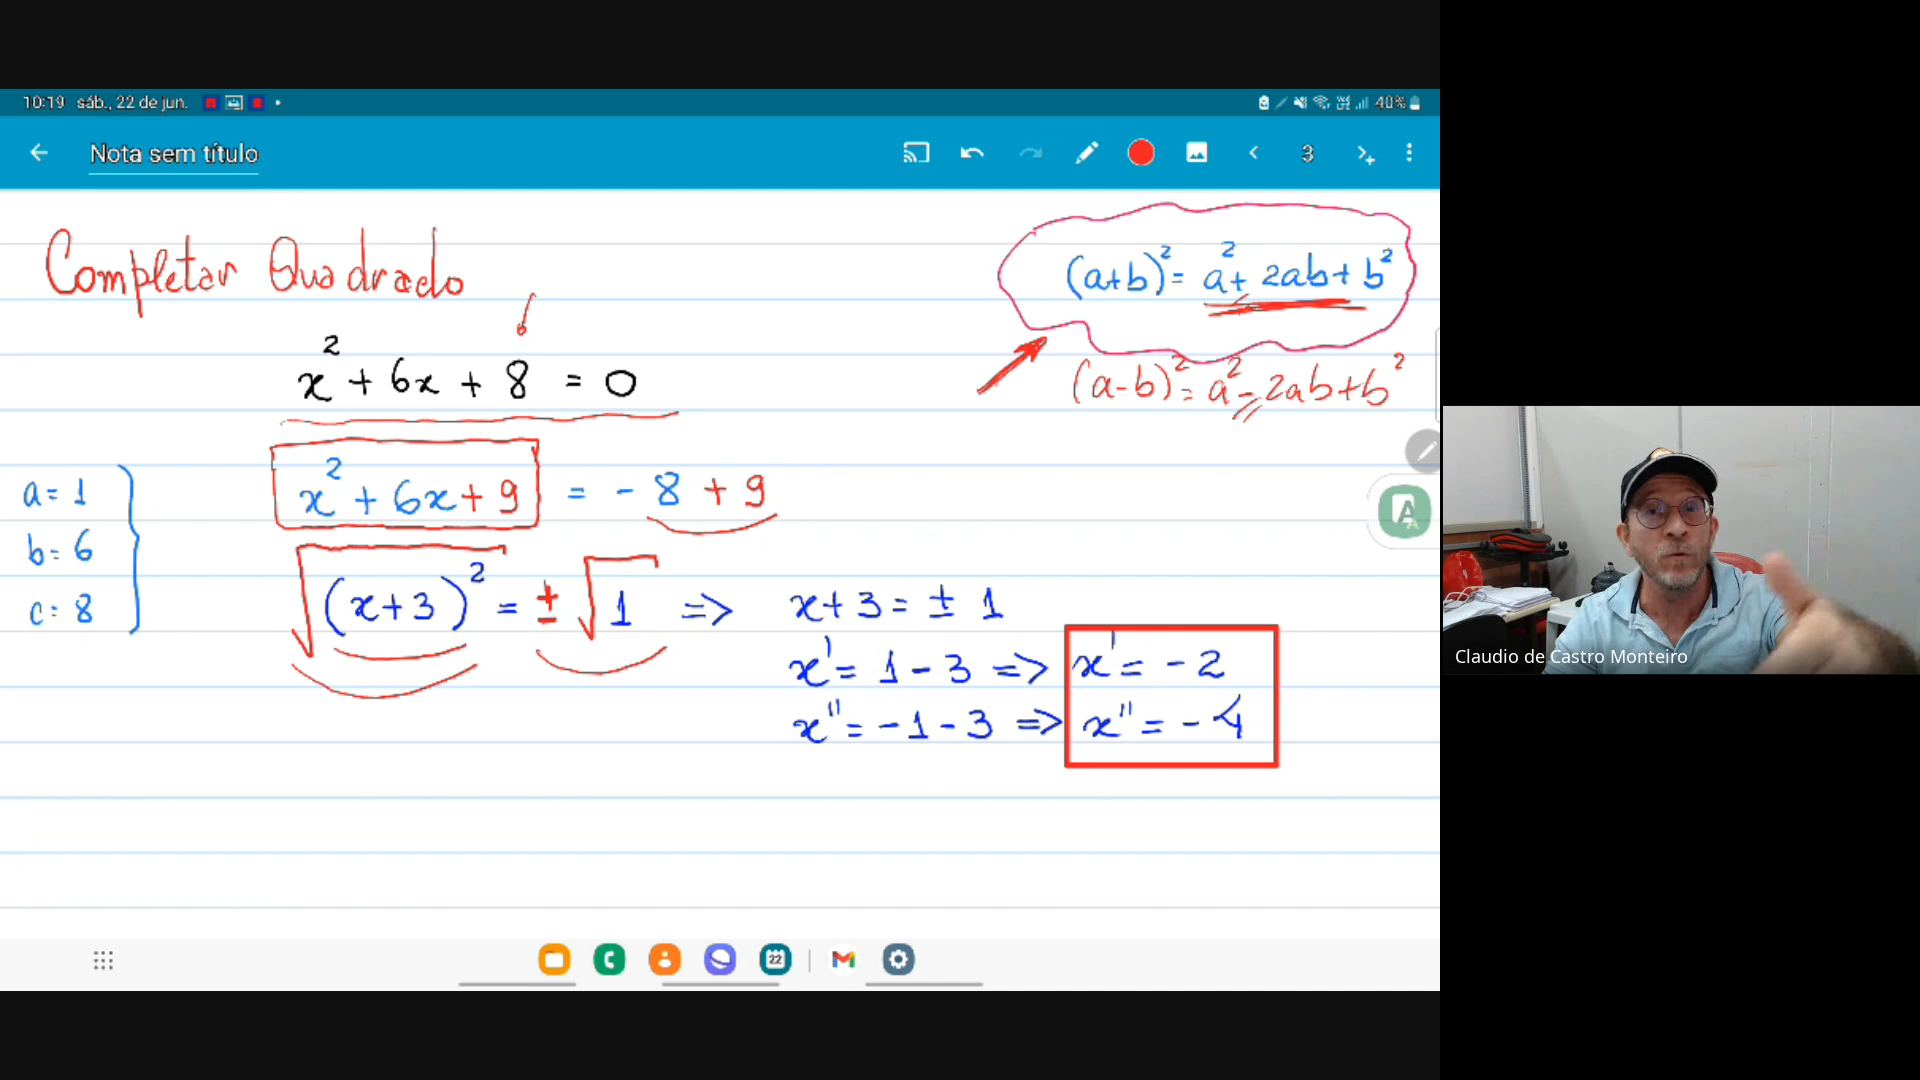 10:19 sáb., 22 de jun.
40%
Nota sem título
3
Completar Quadrado
(a+b)² = a² + 2ab + b²
(a-b)² = a² - 2ab + b²
x² + 6x + 8 = 0
a = 1
b = 6
c = 8
x² + 6x + 9 = - 8 + 9
√(x+3)² = ± √1 => x + 3 = ± 1
x' = 1 - 3 => x' = - 2
x'' = - 1 - 3 => x'' = - 4
A
Claudio de Castro Monteiro
22